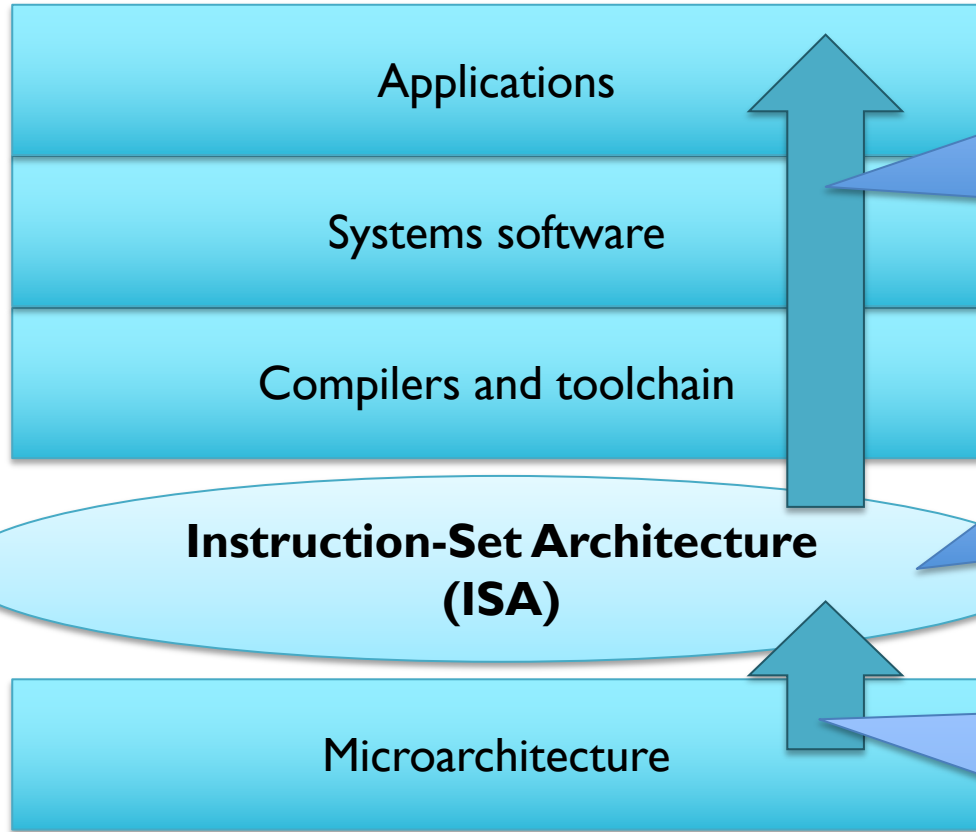 Applications
Systems software
Compilers and toolchain
Instruction-Set Architecture
(ISA)
Microarchitecture